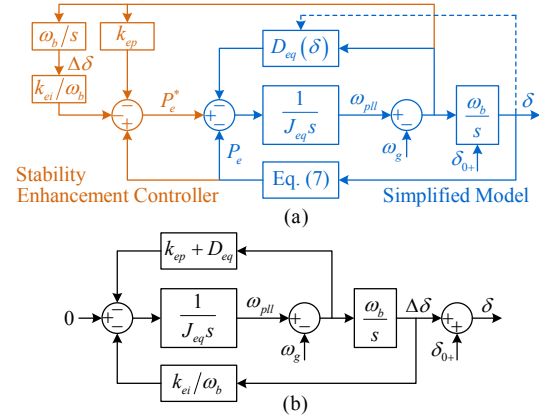 ω_b/s
k_ep
D_eq(δ)
Δδ
k_ei/ω_b
P_e^*
1/(J_eq s)
ω_pll
ω_b/s
δ
P_e
ω_g
δ_0+
Stability
Enhancement Controller
Eq. (7)
Simplified Model
(a)
k_ep + D_eq
0
1/(J_eq s)
ω_pll
ω_b/s
Δδ
δ
ω_g
δ_0+
k_ei/ω_b
(b)